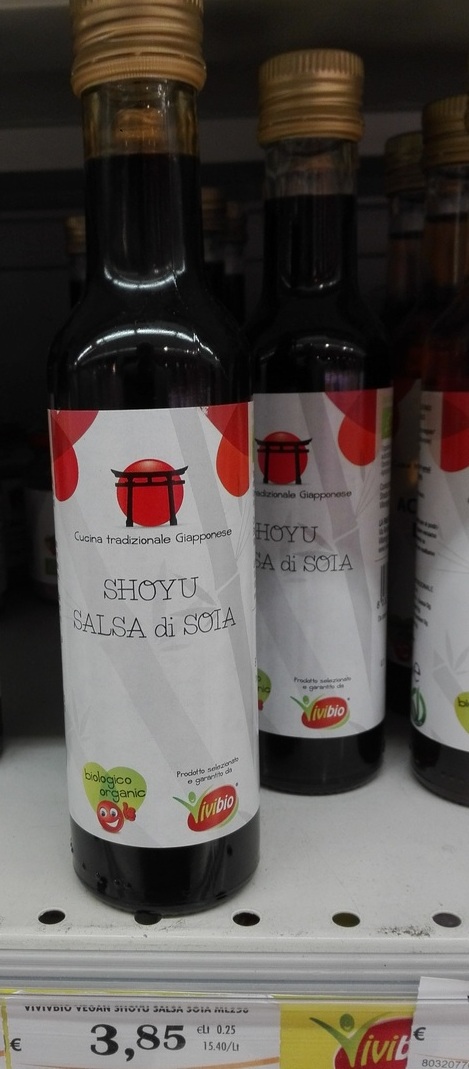 Cucina tradizionale Giapponese
SHOYU
SALSA di SOIA
biologico
organic
Prodotto selezionato
e garantito da
Vivibio
tradizionale Giapponese
SHOYU
SA di SOIA
Prodotto selezionato
e garantito da
Vivibio
VIVIVBIO VEGAN SHOYU SALSA SOIA ML250
€ 3,85 €Lt 0.25
15.40/Lt
Vivib
€
8032077